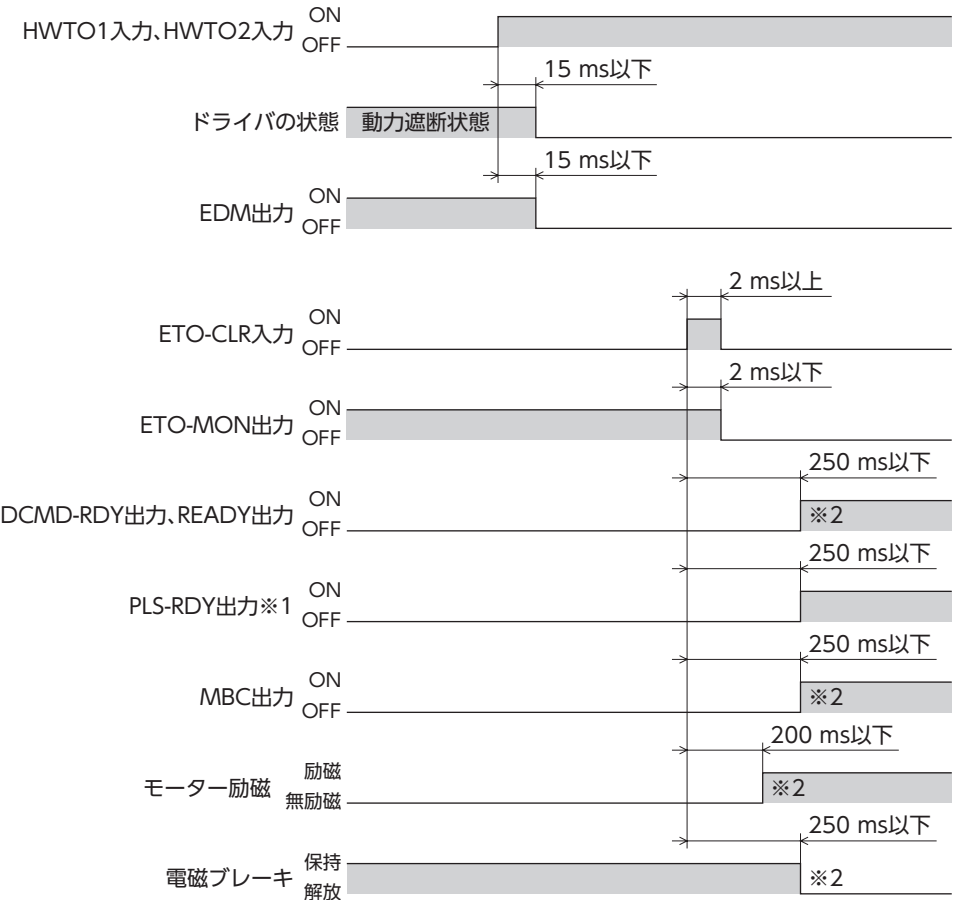 HWTO1入力、HWTO2入力 ON
OFF
15 ms以下
ドライバの状態 動力遮断状態
15 ms以下
EDM出力 ON
OFF
2 ms以上
ETO-CLR入力 ON
OFF
2 ms以下
ETO-MON出力 ON
OFF
250 ms以下
DCMD-RDY出力、READY出力 ON
OFF
※2
250 ms以下
PLS-RDY出力※1 ON
OFF
250 ms以下
MBC出力 ON
OFF
※2
200 ms以下
モーター励磁 励磁
無励磁
※2
250 ms以下
電磁ブレーキ 保持
解放
※2